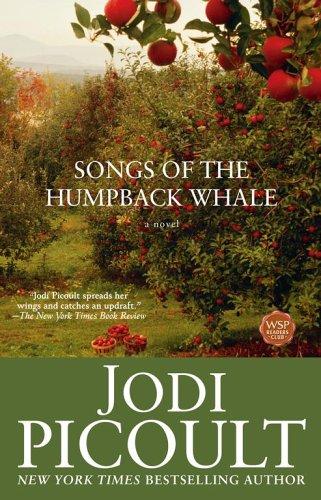 SONGS OF THE
HUMPBACK WHALE
a novel
"Jodi Picoult spreads her
wings and catches an updraft."
—The New York Times Book Review
WSP
READERS
CLUB
JODI
PICOULT
NEW YORK TIMES BESTSELLING AUTHOR